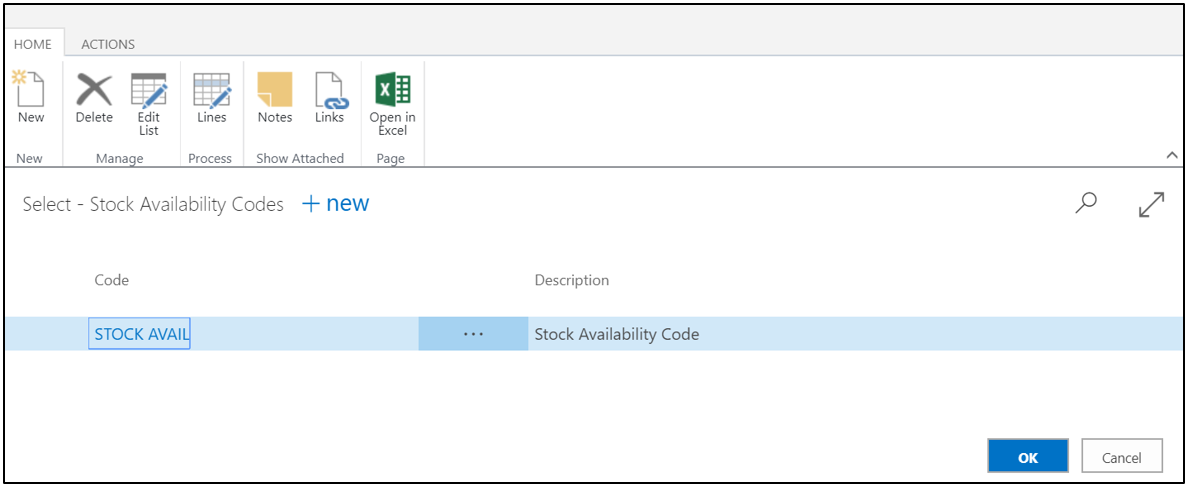 HOME ACTIONS
New Delete Edit List Lines Notes Links Open in Excel
New Manage Process Show Attached Page
Select - Stock Availability Codes + new
Code Description
STOCK AVAIL ... Stock Availability Code
OK Cancel